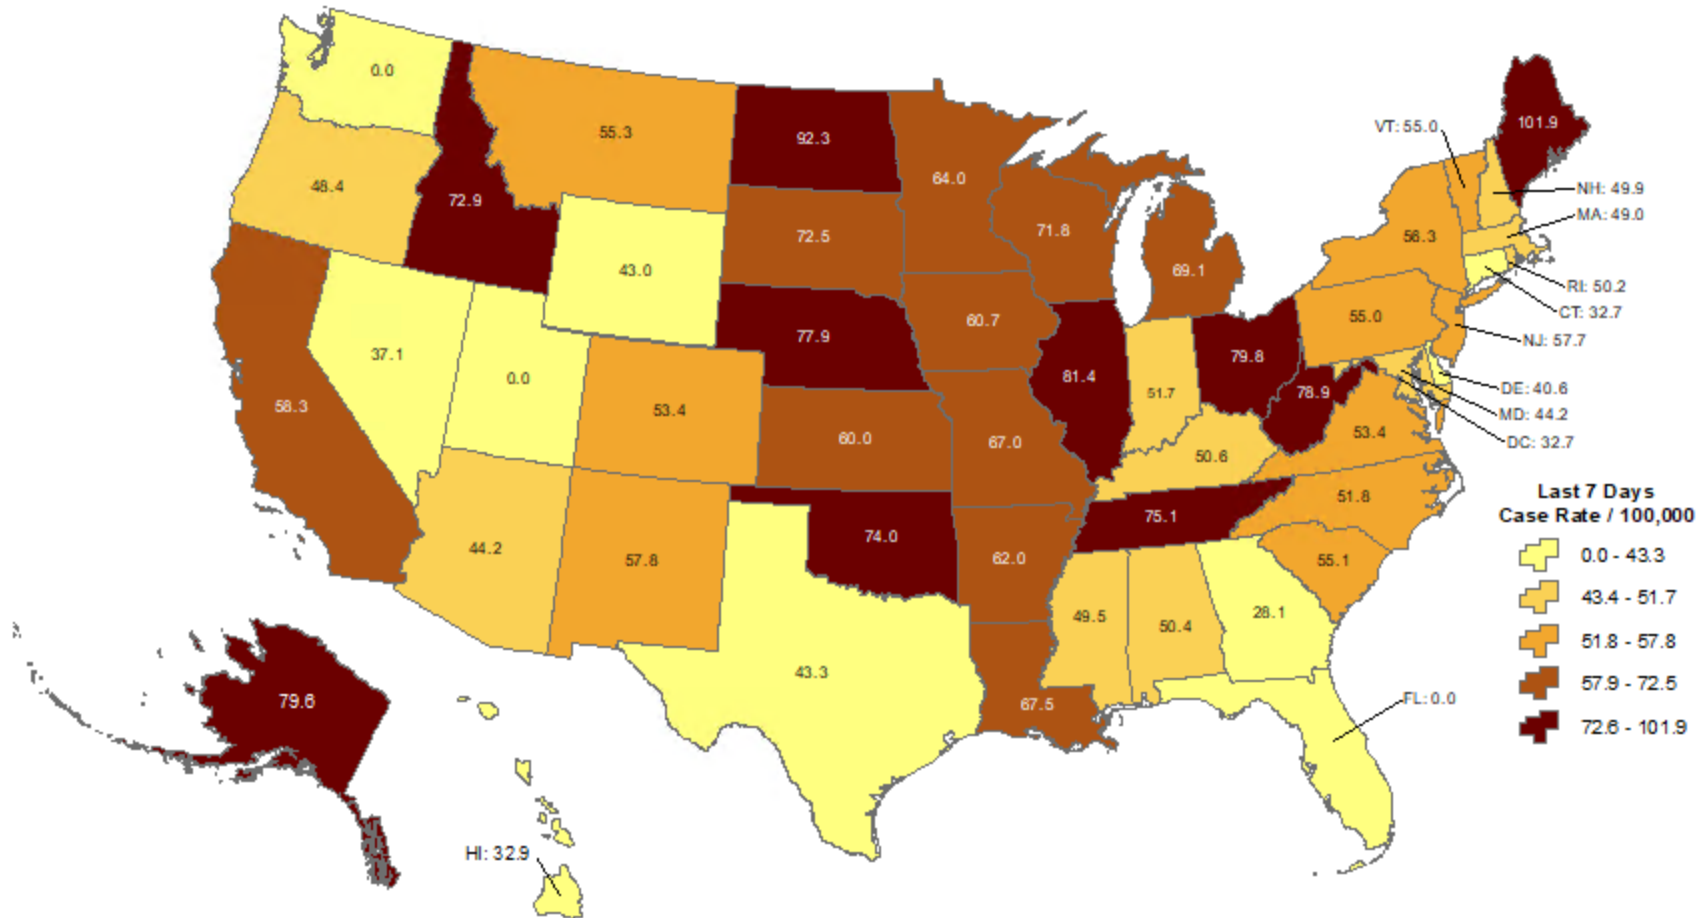 0.0
55.3
92.3
64.0
101.9
VT: 55.0
48.4
72.9
72.5
71.8
NH: 49.9
MA: 49.0
56.3
43.0
69.1
RI: 50.2
CT: 32.7
60.7
55.0
NJ: 57.7
77.9
37.1
0.0
79.8
81.4
51.7
78.9
DE: 40.6
MD: 44.2
DC: 32.7
58.3
53.4
60.0
67.0
53.4
50.6
51.8
75.1
74.0
44.2
57.8
62.0
55.1
28.1
49.5
50.4
43.3
67.5
FL: 0.0
79.6
HI: 32.9
Last 7 Days
Case Rate / 100,000
0.0 - 43.3
43.4 - 51.7
51.8 - 57.8
57.9 - 72.5
72.6 - 101.9